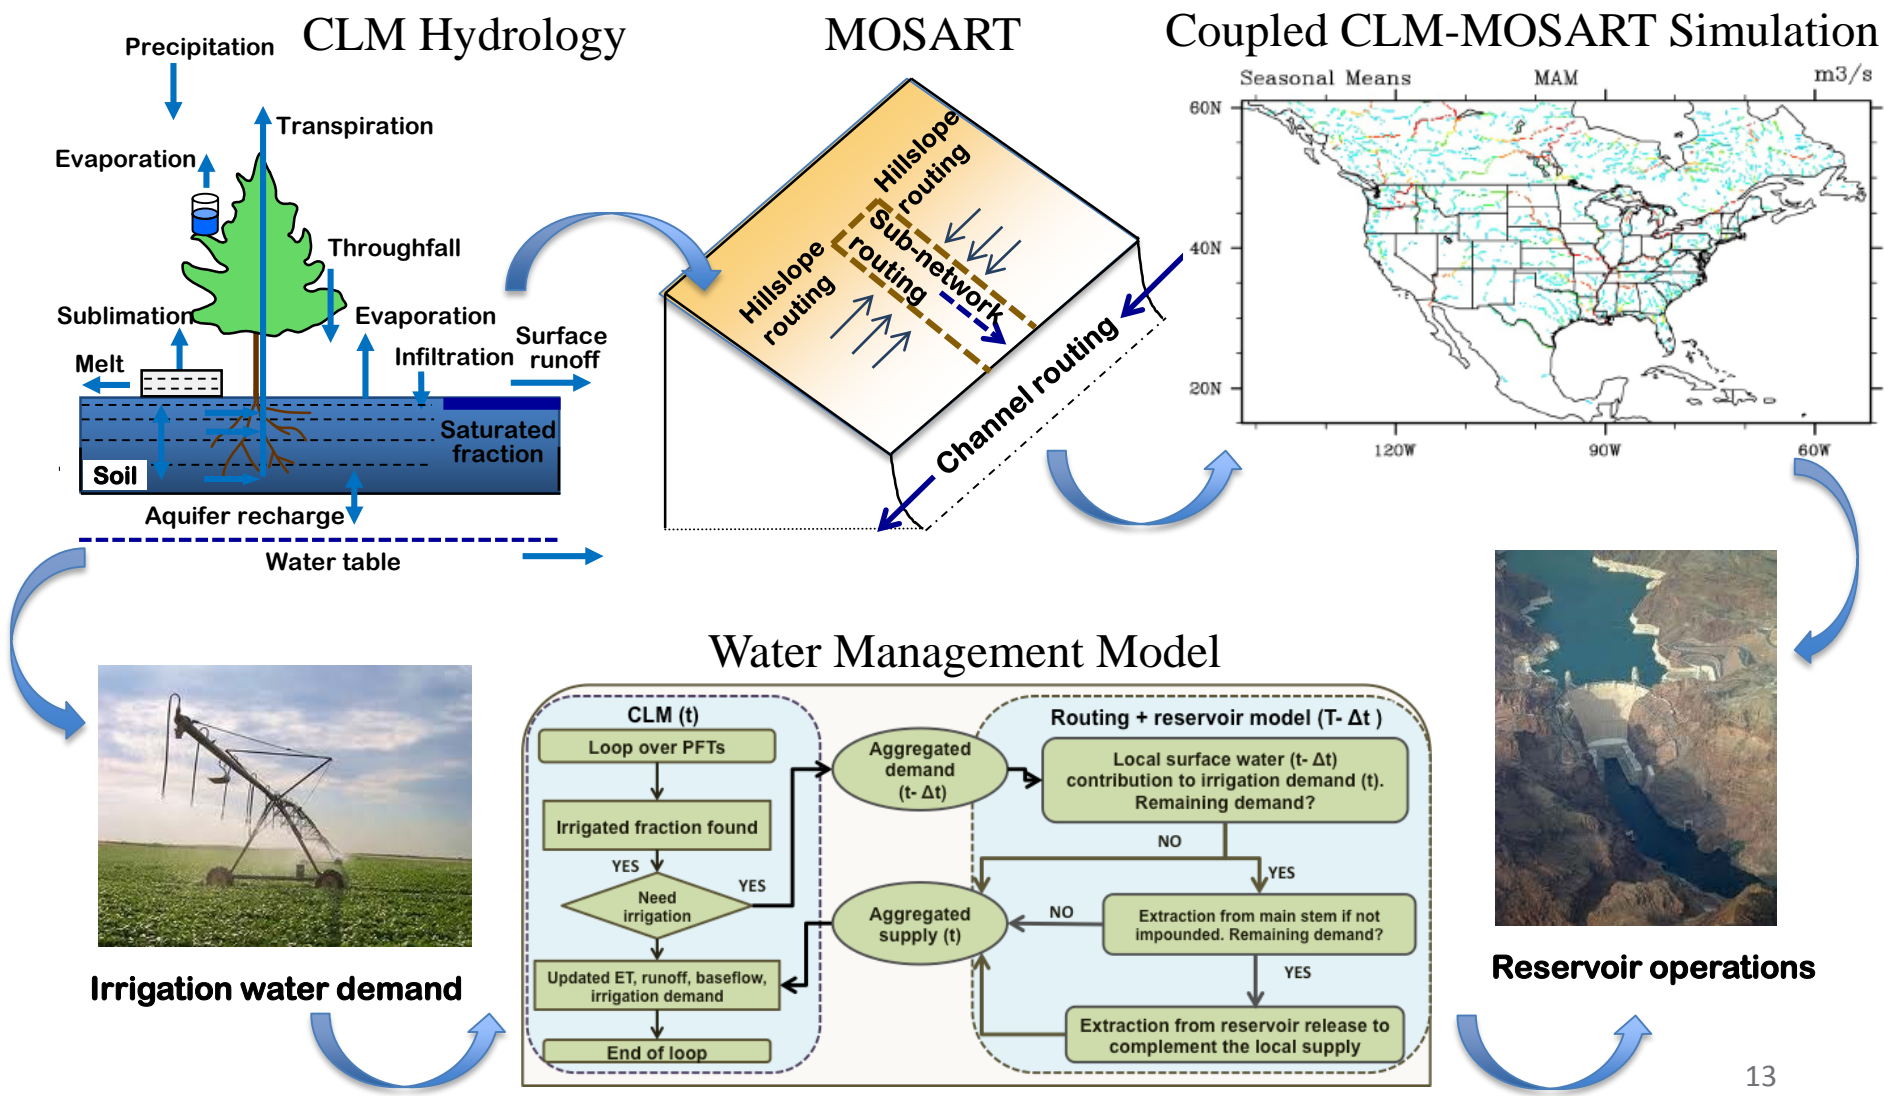 CLM Hydrology
MOSART
Coupled CLM-MOSART Simulation
Precipitation
Transpiration
Evaporation
Throughfall
Sublimation
Evaporation
Surface
runoff
Melt
Infiltration
Saturated
fraction
Soil
Aquifer recharge
Water table
Hillslope
routing
Hillslope
routing
Sub-network
routing
Channel routing
Seasonal Means
MAM
m3/s
60N
40N
20N
120W
90W
60W
Water Management Model
Irrigation water demand
CLM (t)
Loop over PFTs
Irrigated fraction found
YES
Need
irrigation
YES
Updated ET, runoff, baseflow,
irrigation demand
End of loop
Aggregated
demand
(t- Δt)
Aggregated
supply (t)
Routing + reservoir model (T- Δt )
Local surface water (t- Δt)
contribution to irrigation demand (t).
Remaining demand?
NO
YES
Extraction from main stem if not
impounded. Remaining demand?
NO
YES
Extraction from reservoir release to
complement the local supply
Reservoir operations
13